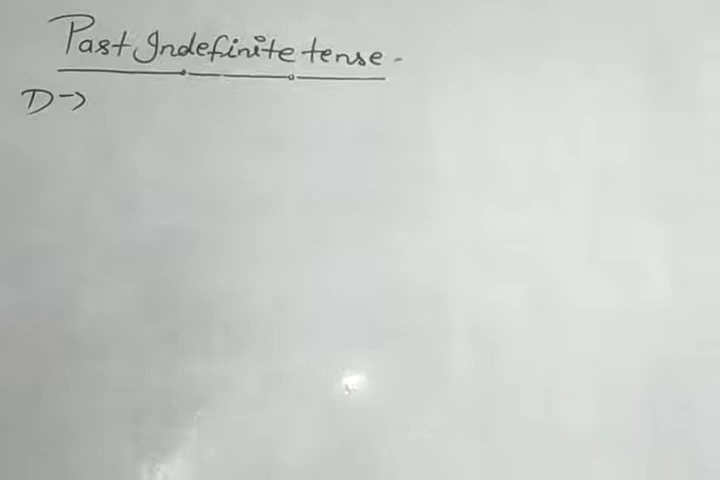 Past Indefinite tense -
D→